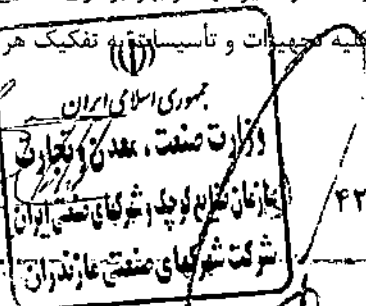 کلیه تجهیزات و تأسیسات به تفکیک هر
جمهوری اسلامی ایران
وزارت صنعت، معدن و تجارت
سازمان صنایع کوچک و شهرکهای صنعتی ایران
۴۲
شرکت شهرکهای صنعتی مازندران